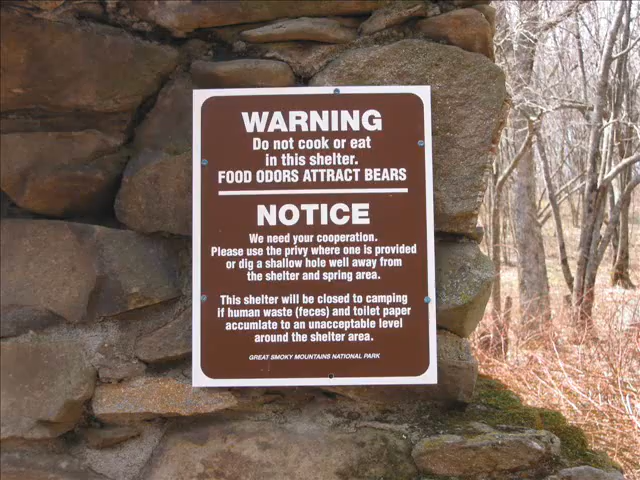 WARNING
Do not cook or eat
in this shelter.
FOOD ODORS ATTRACT BEARS
NOTICE
We need your cooperation.
Please use the privy where one is provided
or dig a shallow hole well away from
the shelter and spring area.
This shelter will be closed to camping
if human waste (feces) and toilet paper
accumlate to an unacceptable level
around the shelter area.
GREAT SMOKY MOUNTAINS NATIONAL PARK